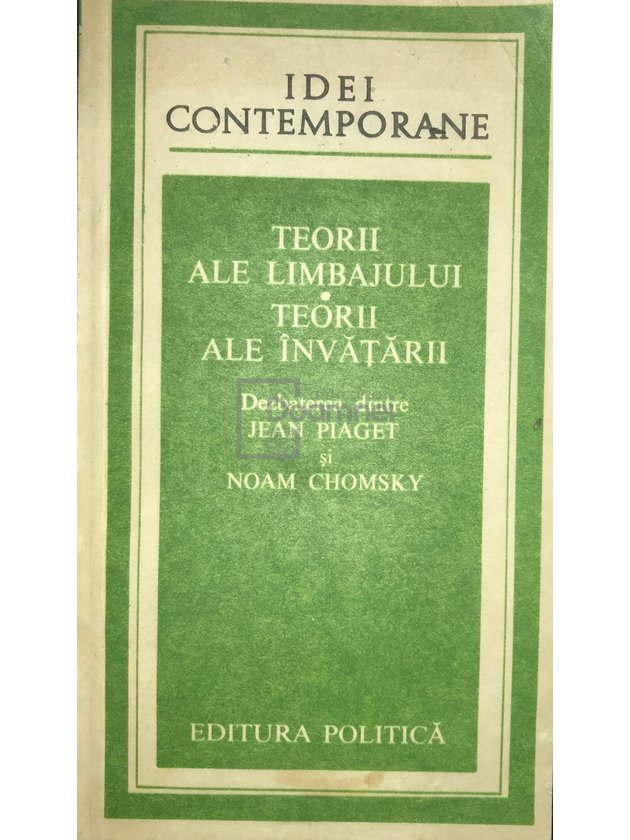 IDEI
CONTEMPORANE
TEORII
ALE LIMBAJULUI
•
TEORII
ALE ÎNVĂȚĂRII
Dezbaterea dintre
JEAN PIAGET
și
NOAM CHOMSKY
EDITURA POLITICĂ